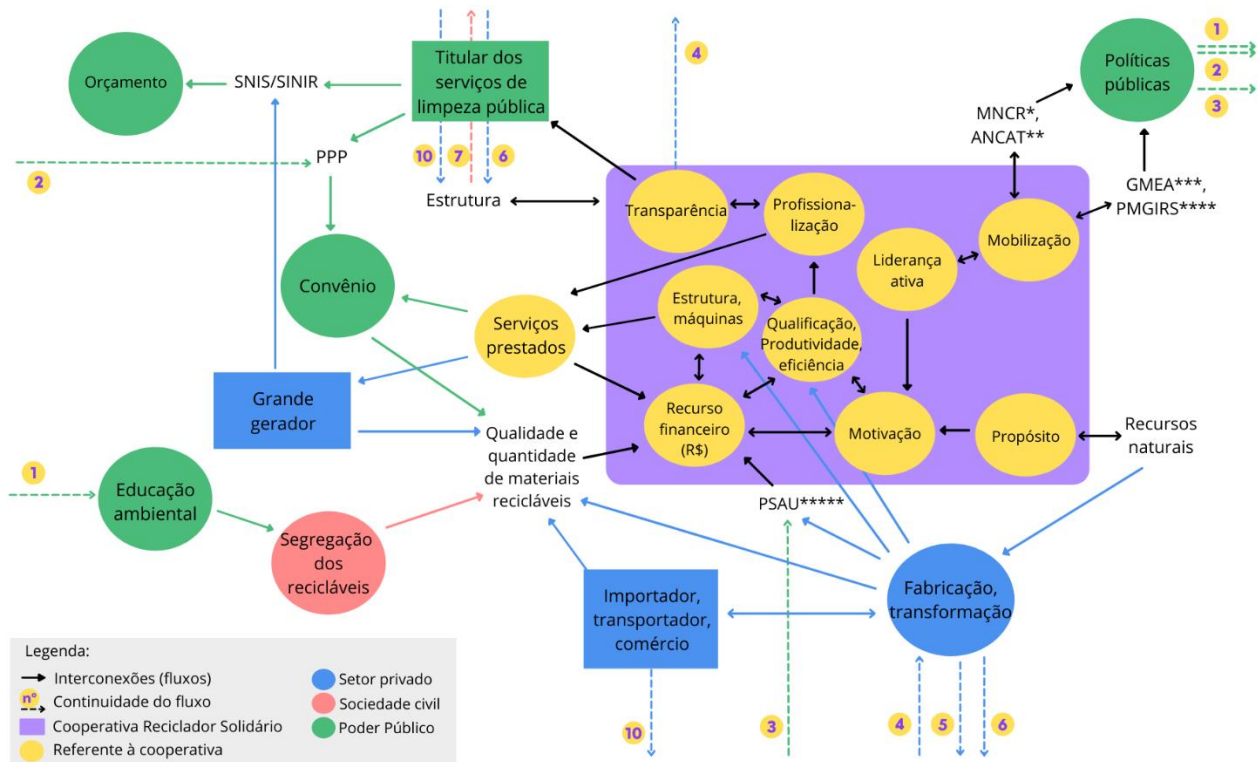 Orçamento
SNIS/SINIR
Titular dos
serviços de
limpeza pública
4
Políticas
públicas
1
2
3
MNCR*,
ANCAT**
10
7
6
2
PPP
Estrutura
GMEA***,
PMGIRS****
Transparência
Profissiona-
lização
Mobilização
Liderança
ativa
Convênio
Estrutura,
máquinas
Qualificação,
Produtividade,
eficiência
Serviços
prestados
Grande
gerador
Recurso
financeiro
(R$)
Motivação
Propósito
Recursos
naturais
Qualidade e
quantidade
de materiais
recicláveis
1
Educação
ambiental
PSAU*****
Segregação
dos
recicláveis
Importador,
transportador,
comércio
Fabricação,
transformação
10
3
4
5
6
Legenda:
Interconexões (fluxos)
nº
Continuidade do fluxo
Cooperativa Reciclador Solidário
Referente à cooperativa
Setor privado
Sociedade civil
Poder Público